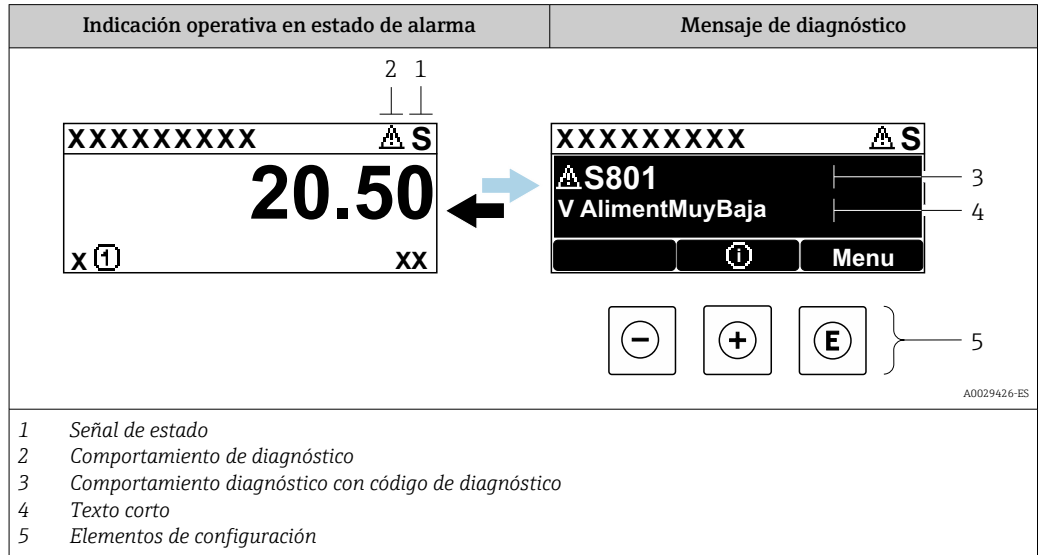 Indicación operativa en estado de alarma
Mensaje de diagnóstico
2 1
XXXXXXXXX S
20.50
X 1 XX
XXXXXXXXX S
S801
V AlimentMuyBaja
i Menu
3
4
- + E
5
A0029426-ES
1 Señal de estado
2 Comportamiento de diagnóstico
3 Comportamiento diagnóstico con código de diagnóstico
4 Texto corto
5 Elementos de configuración